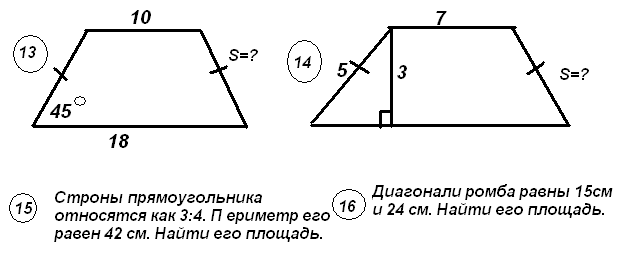 13
10
S=?
45°
18
14
7
5
3
S=?
15
Строны прямоугольника
относятся как 3:4. П ериметр его
равен 42 см. Найти его площадь.
16
Диагонали ромба равны 15см
и 24 см. Найти его площадь.